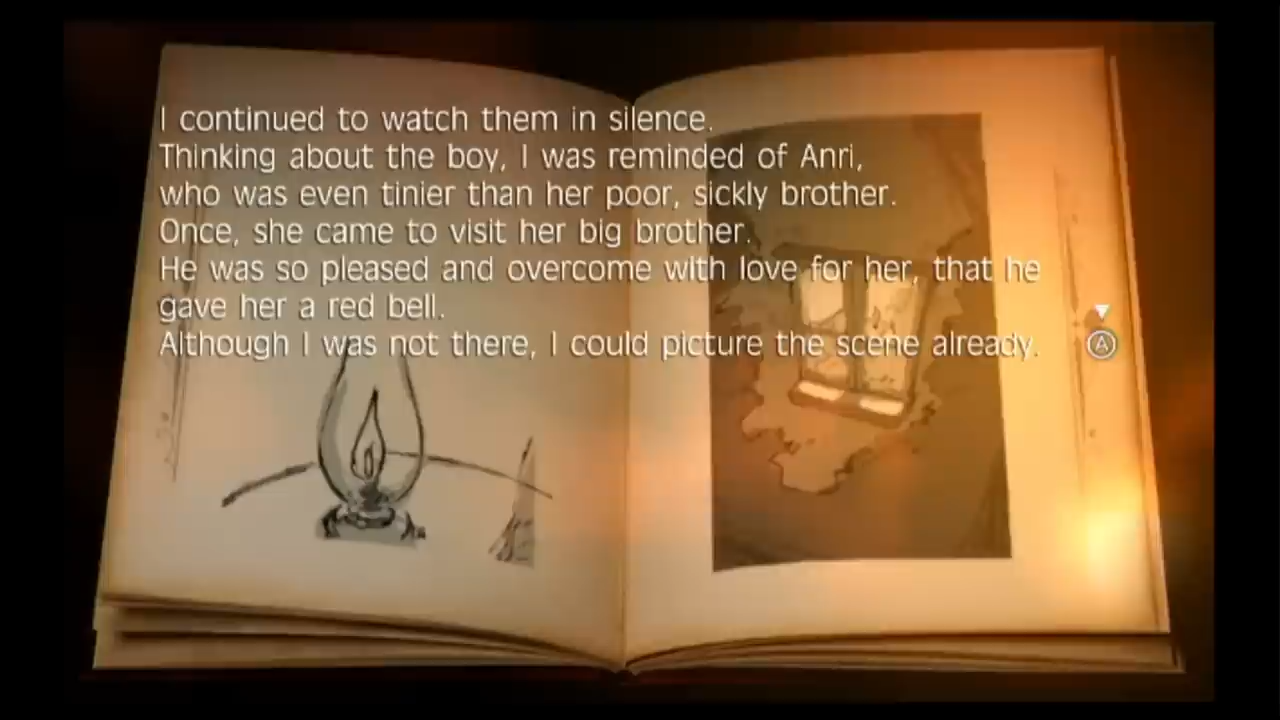 I continued to watch them in silence.
Thinking about the boy, I was reminded of Anri,
who was even tinier than her poor, sickly brother.
Once, she came to visit her big brother.
He was so pleased and overcome with love for her, that he
gave her a red bell.
Although I was not there, I could picture the scene already.
A